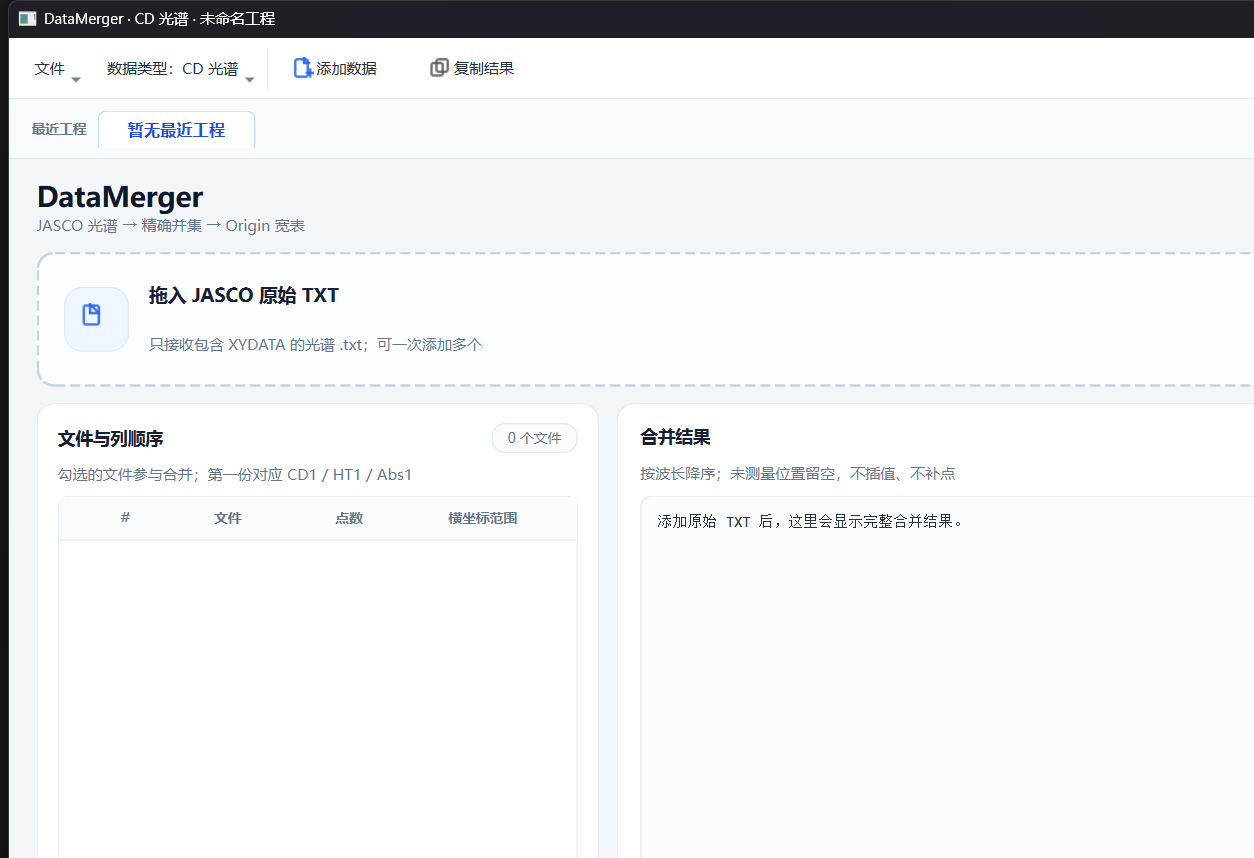 DataMerger · CD 光谱 · 未命名工程
文件 数据类型：CD 光谱 添加数据 复制结果
最近工程 暂无最近工程
DataMerger
JASCO 光谱 → 精确并集 → Origin 宽表
拖入 JASCO 原始 TXT
只接收包含 XYDATA 的光谱 .txt；可一次添加多个
文件与列顺序 0 个文件
勾选的文件参与合并；第一份对应 CD1 / HT1 / Abs1
# 文件 点数 横坐标范围
合并结果
按波长降序；未测量位置留空，不插值、不补点
添加原始 TXT 后，这里会显示完整合并结果。